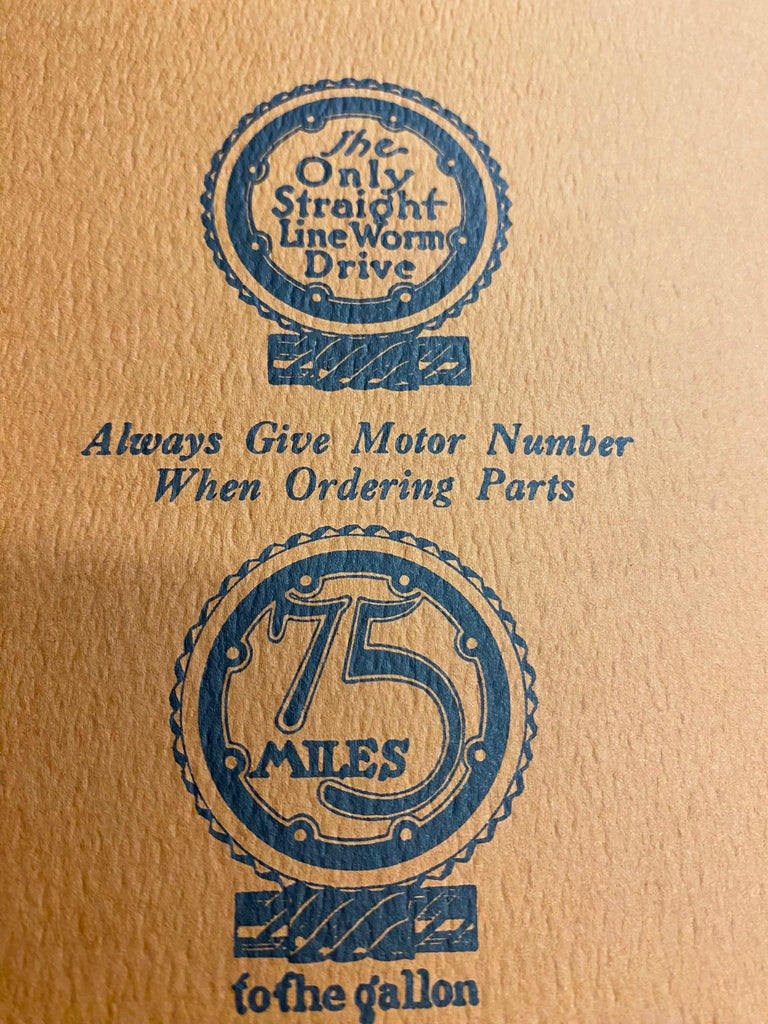 The
Only
Straight
Line Worm
Drive
Always Give Motor Number
When Ordering Parts
75
MILES
to the gallon